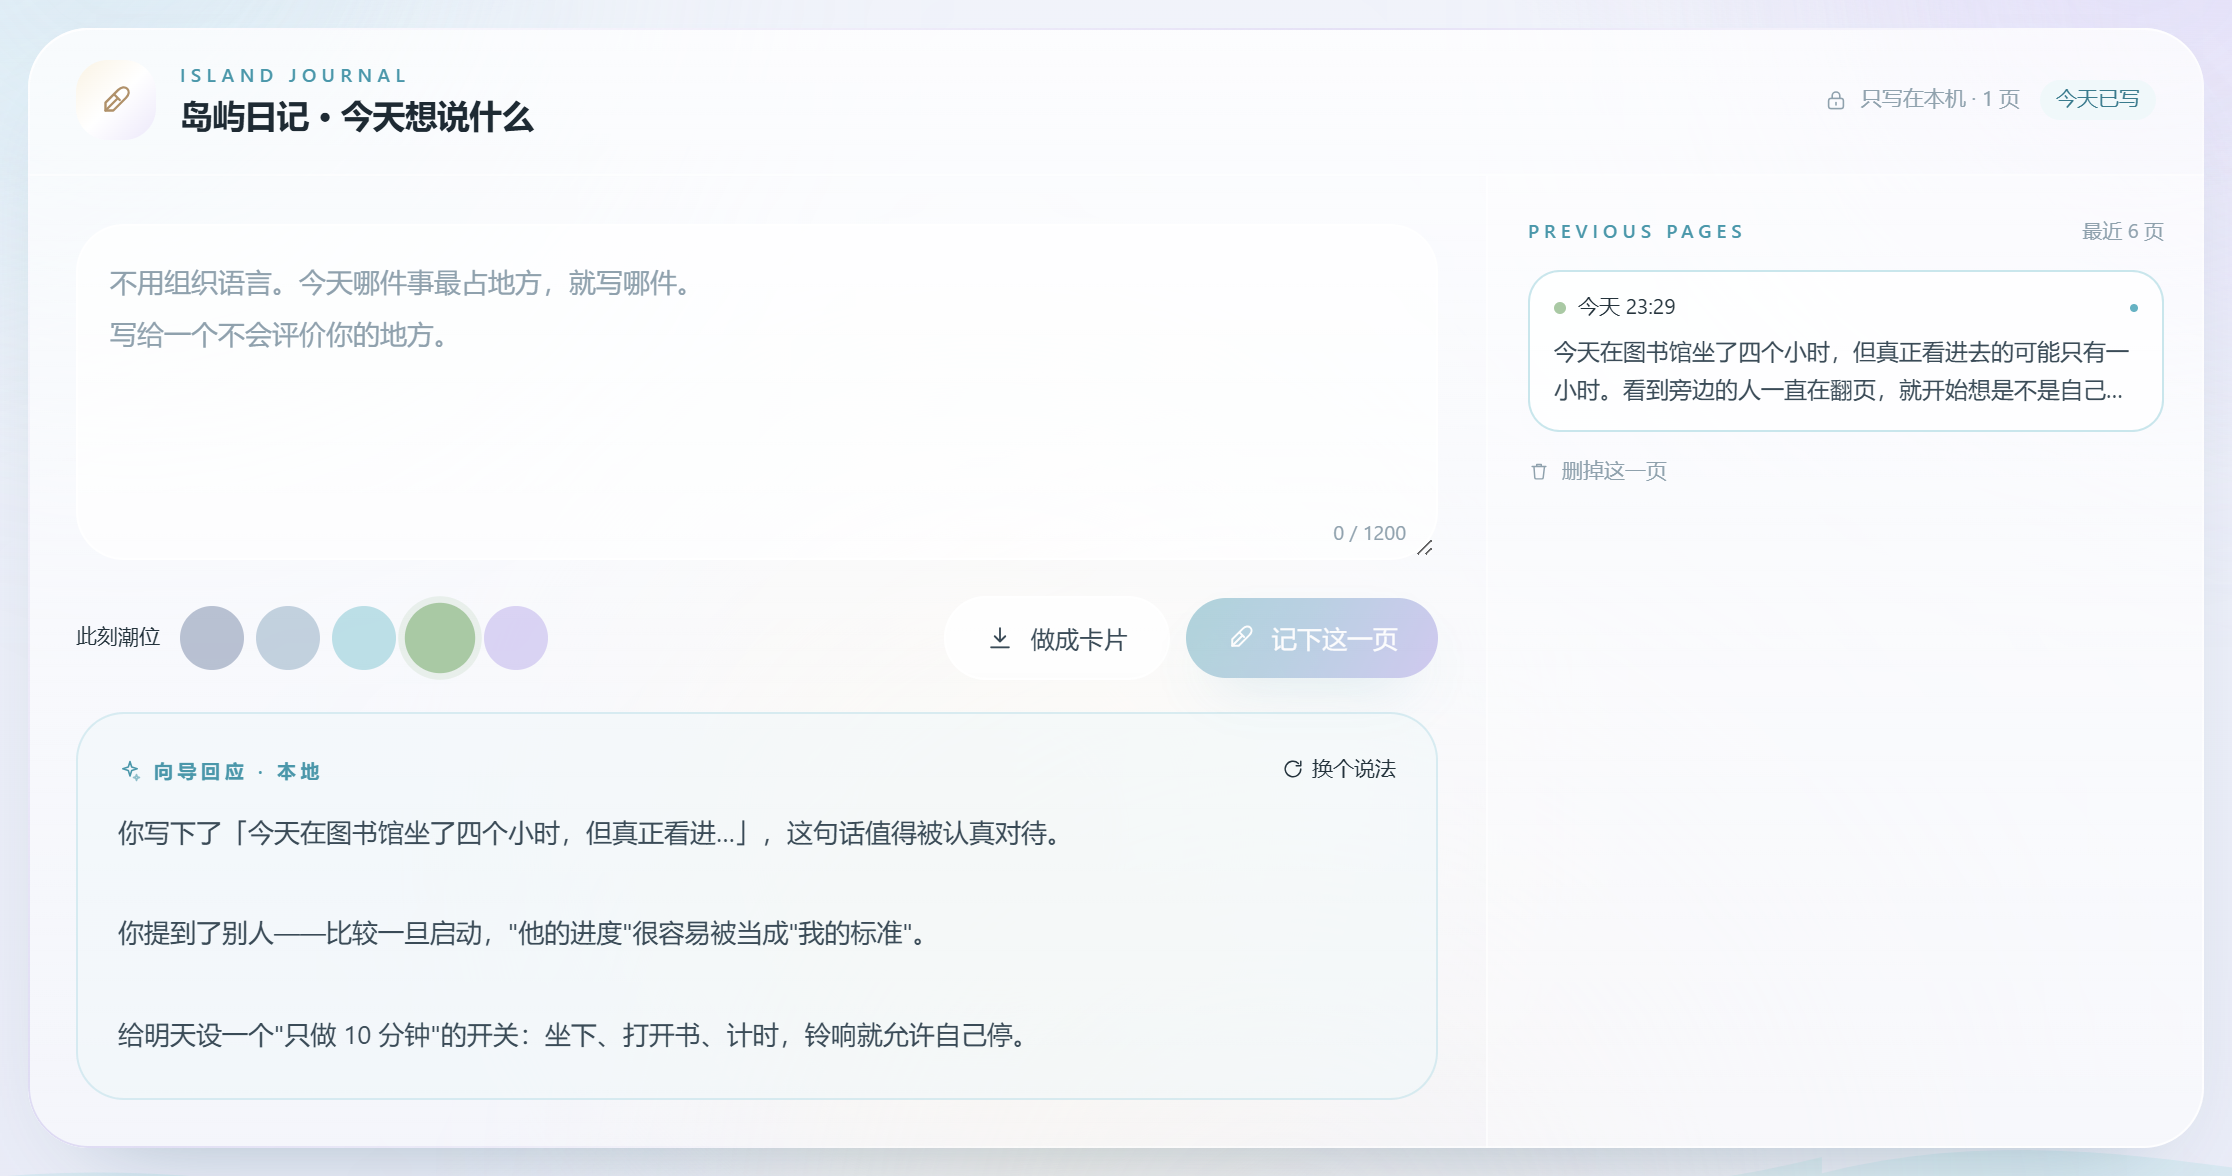 ISLAND JOURNAL
岛屿日记·今天想说什么
只写在本机 · 1 页
今天已写
不用组织语言。今天哪件事最占地方，就写哪件。
写给一个不会评价你的地方。
0 / 1200
此刻潮位
做成卡片
记下这一页
向导回应 · 本地
换个说法
你写下了「今天在图书馆坐了四个小时，但真正看进…」，这句话值得被认真对待。
你提到了别人——比较一旦启动，"他的进度"很容易被当成"我的标准"。
给明天设一个"只做 10 分钟"的开关：坐下、打开书、计时，铃响就允许自己停。
PREVIOUS PAGES
最近 6 页
今天 23:29
今天在图书馆坐了四个小时，但真正看进去的可能只有一
小时。看到旁边的人一直在翻页，就开始想是不是自己...
删掉这一页